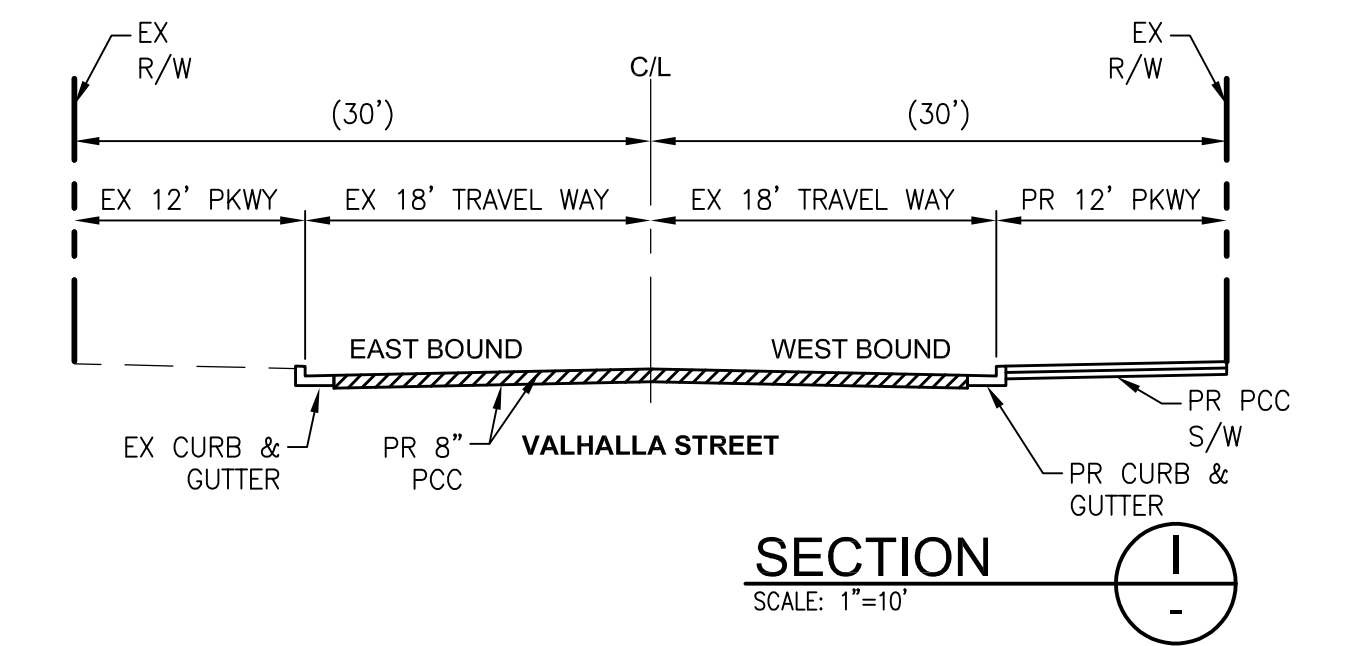 EX
R/W
C/L
EX
R/W
(30')
(30')
EX 12' PKWY
EX 18' TRAVEL WAY
EX 18' TRAVEL WAY
PR 12' PKWY
EAST BOUND
WEST BOUND
EX CURB &
GUTTER
PR 8"
PCC
VALHALLA STREET
PR PCC
S/W
PR CURB &
GUTTER
SECTION
SCALE: 1"=10'
I
-